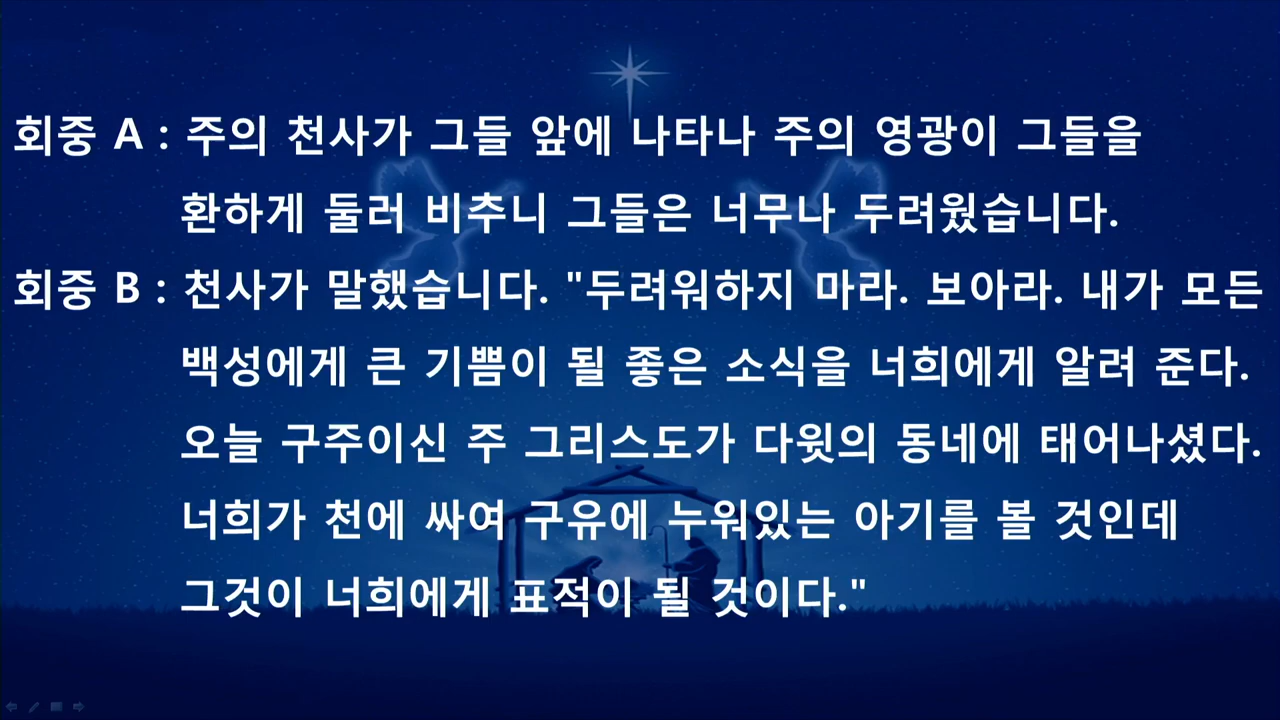 회중 A : 주의 천사가 그들 앞에 나타나 주의 영광이 그들을
환하게 둘러 비추니 그들은 너무나 두려웠습니다.
회중 B : 천사가 말했습니다. "두려워하지 마라. 보아라. 내가 모든
백성에게 큰 기쁨이 될 좋은 소식을 너희에게 알려 준다.
오늘 구주이신 주 그리스도가 다윗의 동네에 태어나셨다.
너희가 천에 싸여 구유에 누워있는 아기를 볼 것인데
그것이 너희에게 표적이 될 것이다."